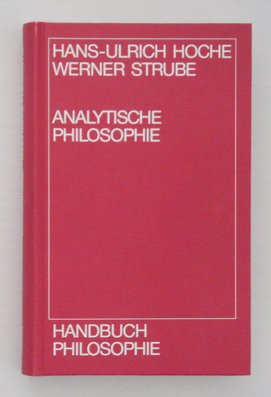 HANS-ULRICH HOCHE
WERNER STRUBE
ANALYTISCHE
PHILOSOPHIE
HANDBUCH
PHILOSOPHIE